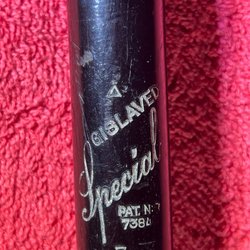 GISLAVED
Special
PAT. N:
7384